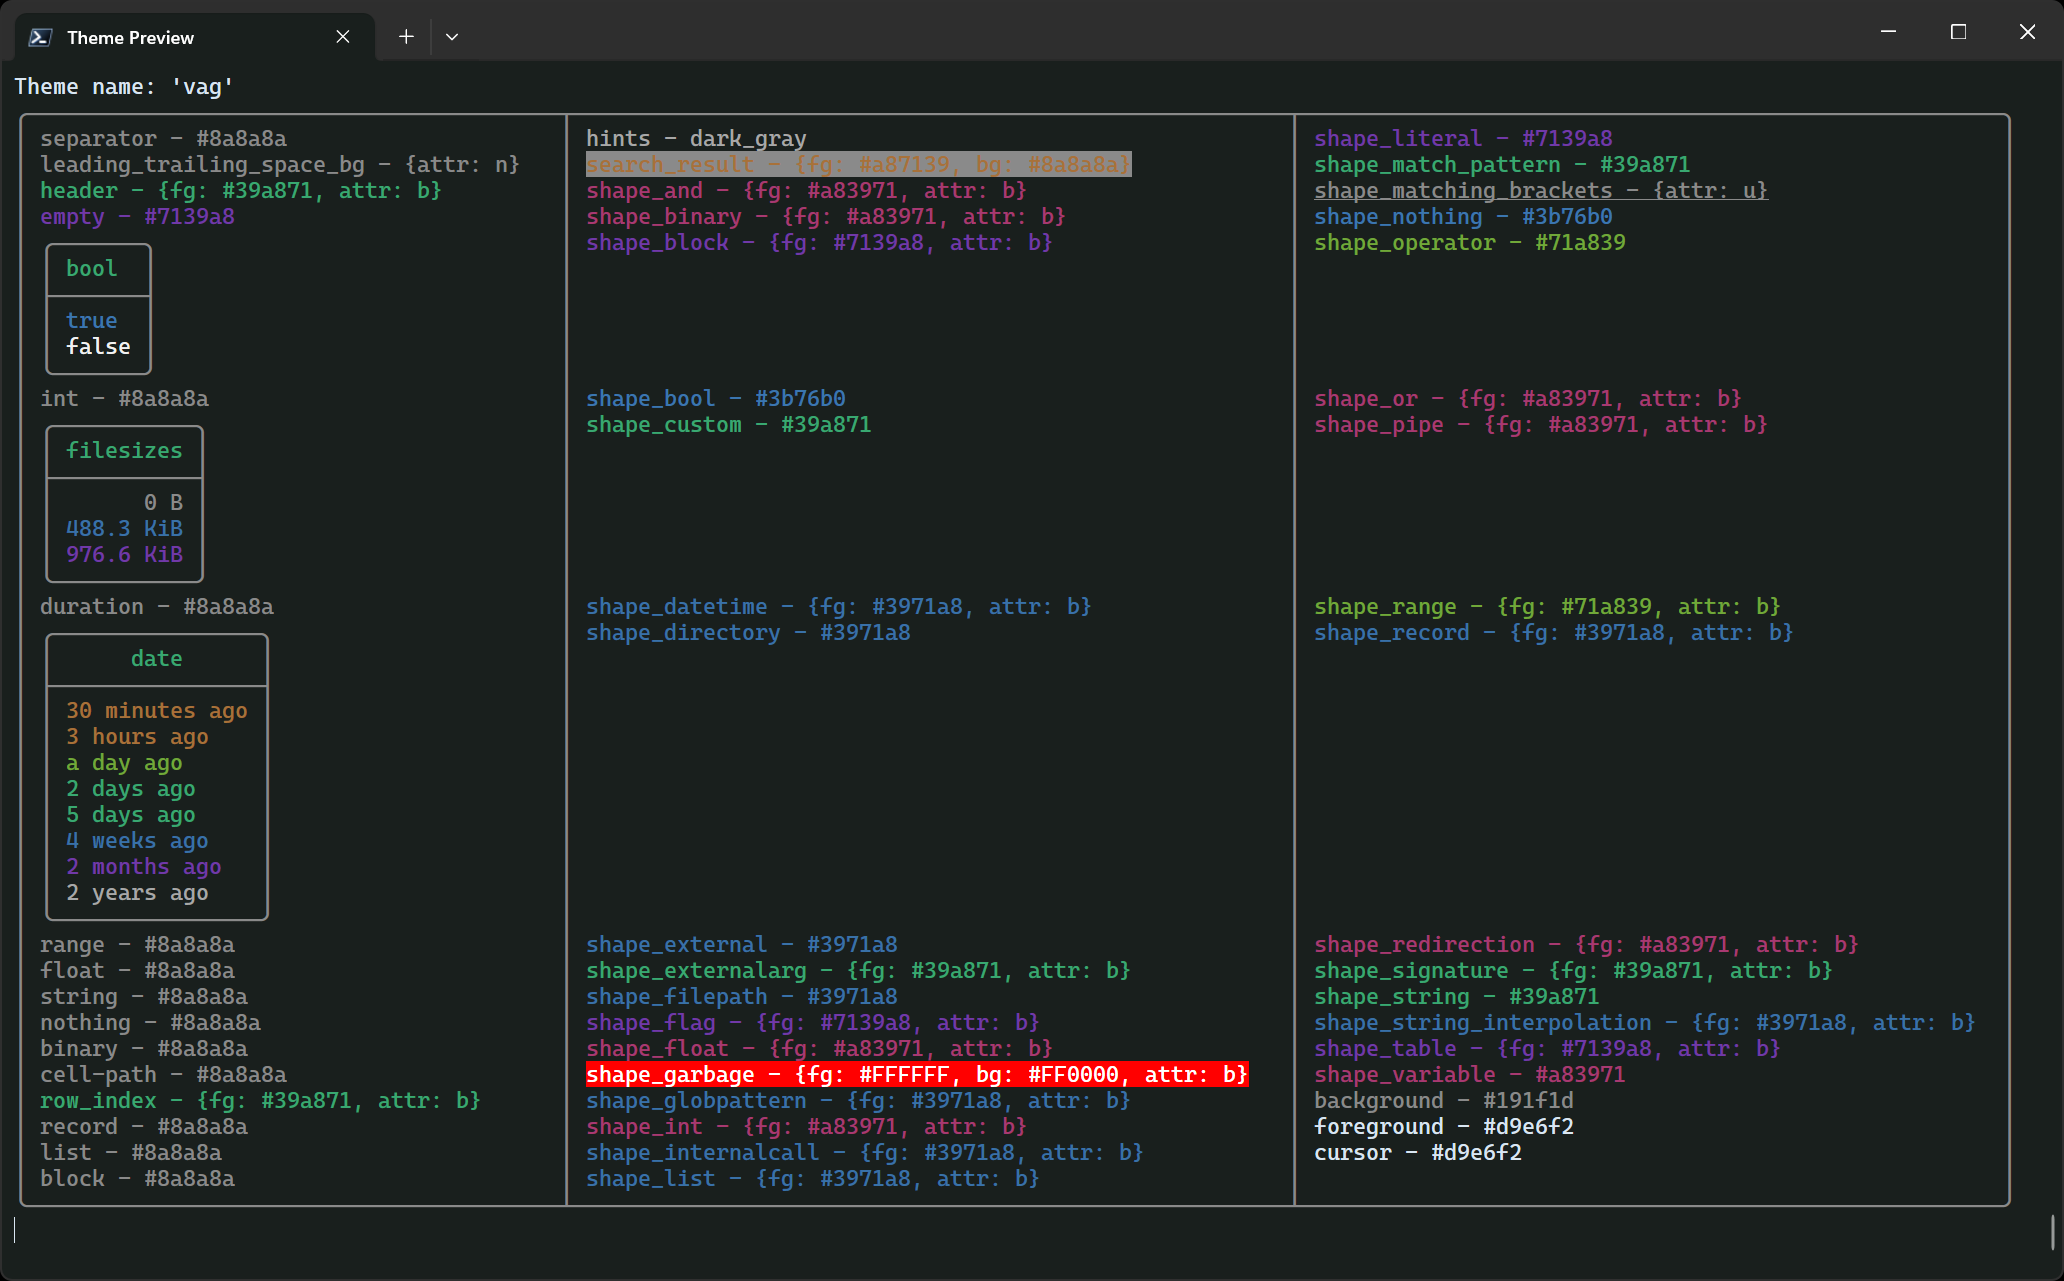 Theme Preview
Theme name: 'vag'
separator - #8a8a8a
leading_trailing_space_bg - {attr: n}
header - {fg: #39a871, attr: b}
empty - #7139a8
bool
true
false
int - #8a8a8a
filesizes
0 B
488.3 KiB
976.6 KiB
duration - #8a8a8a
date
30 minutes ago
3 hours ago
a day ago
2 days ago
5 days ago
4 weeks ago
2 months ago
2 years ago
range - #8a8a8a
float - #8a8a8a
string - #8a8a8a
nothing - #8a8a8a
binary - #8a8a8a
cell-path - #8a8a8a
row_index - {fg: #39a871, attr: b}
record - #8a8a8a
list - #8a8a8a
block - #8a8a8a
hints - dark_gray
search_result - {fg: #a87139, bg: #8a8a8a}
shape_and - {fg: #a83971, attr: b}
shape_binary - {fg: #a83971, attr: b}
shape_block - {fg: #7139a8, attr: b}
shape_bool - #3b76b0
shape_custom - #39a871
shape_datetime - {fg: #3971a8, attr: b}
shape_directory - #3971a8
shape_external - #3971a8
shape_externalarg - {fg: #39a871, attr: b}
shape_filepath - #3971a8
shape_flag - {fg: #7139a8, attr: b}
shape_float - {fg: #a83971, attr: b}
shape_garbage - {fg: #FFFFFF, bg: #FF0000, attr: b}
shape_globpattern - {fg: #3971a8, attr: b}
shape_int - {fg: #a83971, attr: b}
shape_internalcall - {fg: #3971a8, attr: b}
shape_list - {fg: #3971a8, attr: b}
shape_literal - #7139a8
shape_match_pattern - #39a871
shape_matching_brackets - {attr: u}
shape_nothing - #3b76b0
shape_operator - #71a839
shape_or - {fg: #a83971, attr: b}
shape_pipe - {fg: #a83971, attr: b}
shape_range - {fg: #71a839, attr: b}
shape_record - {fg: #3971a8, attr: b}
shape_redirection - {fg: #a83971, attr: b}
shape_signature - {fg: #39a871, attr: b}
shape_string - #39a871
shape_string_interpolation - {fg: #3971a8, attr: b}
shape_table - {fg: #7139a8, attr: b}
shape_variable - #a83971
background - #191f1d
foreground - #d9e6f2
cursor - #d9e6f2